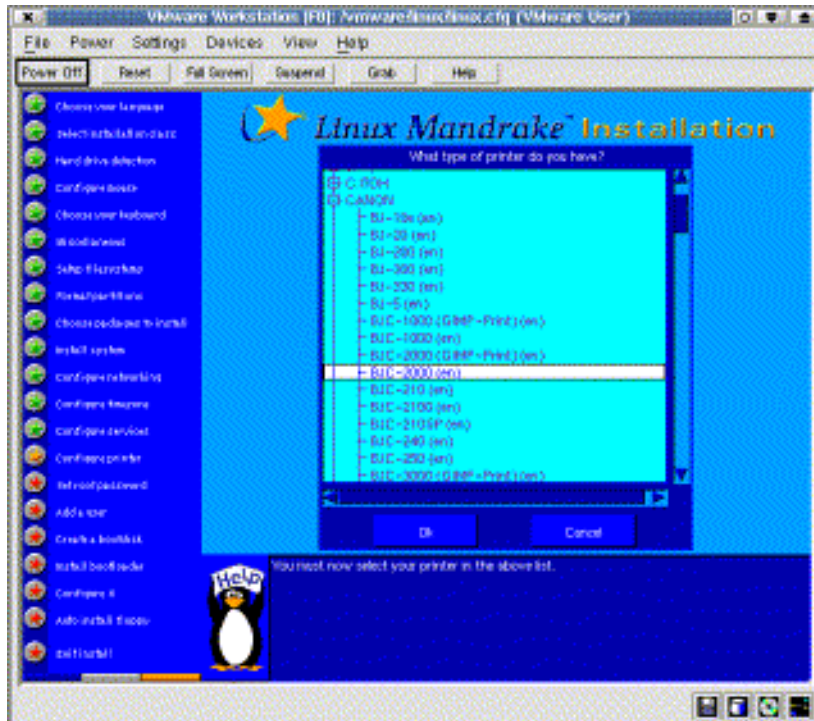 VMware Workstation [F0]: /vmware/linux/linux.cfg (VMware User)
File Power Settings Devices View Help
Power Off Reset Full Screen Suspend Grab Help
Linux Mandrake Installation
Choose your language
Select installation class
Hard drive detection
Configure mouse
Choose your keyboard
Miscellaneous
Setup filesystems
Format partitions
Choose packages to install
Install system
Configure networking
Configure timezone
Configure services
Configure printer
Set root password
Add a user
Create a bootdisk
Install bootloader
Configure X
Auto install floppy
Exit install
What type of printer do you have?
C.ITOH
CANON
BJ-10e (en)
BJ-20 (en)
BJ-200 (en)
BJ-300 (en)
BJ-330 (en)
BJ-5 (en)
BJC-1000 (GIMP-Print) (en)
BJC-1000 (en)
BJC-2000 (GIMP-Print) (en)
BJC-2000 (en)
BJC-210 (en)
BJC-2100 (en)
BJC-210SP (en)
BJC-240 (en)
BJC-250 (en)
BJC-3000 (GIMP-Print) (en)
Ok Cancel
Help
You must now select your printer in the above list.